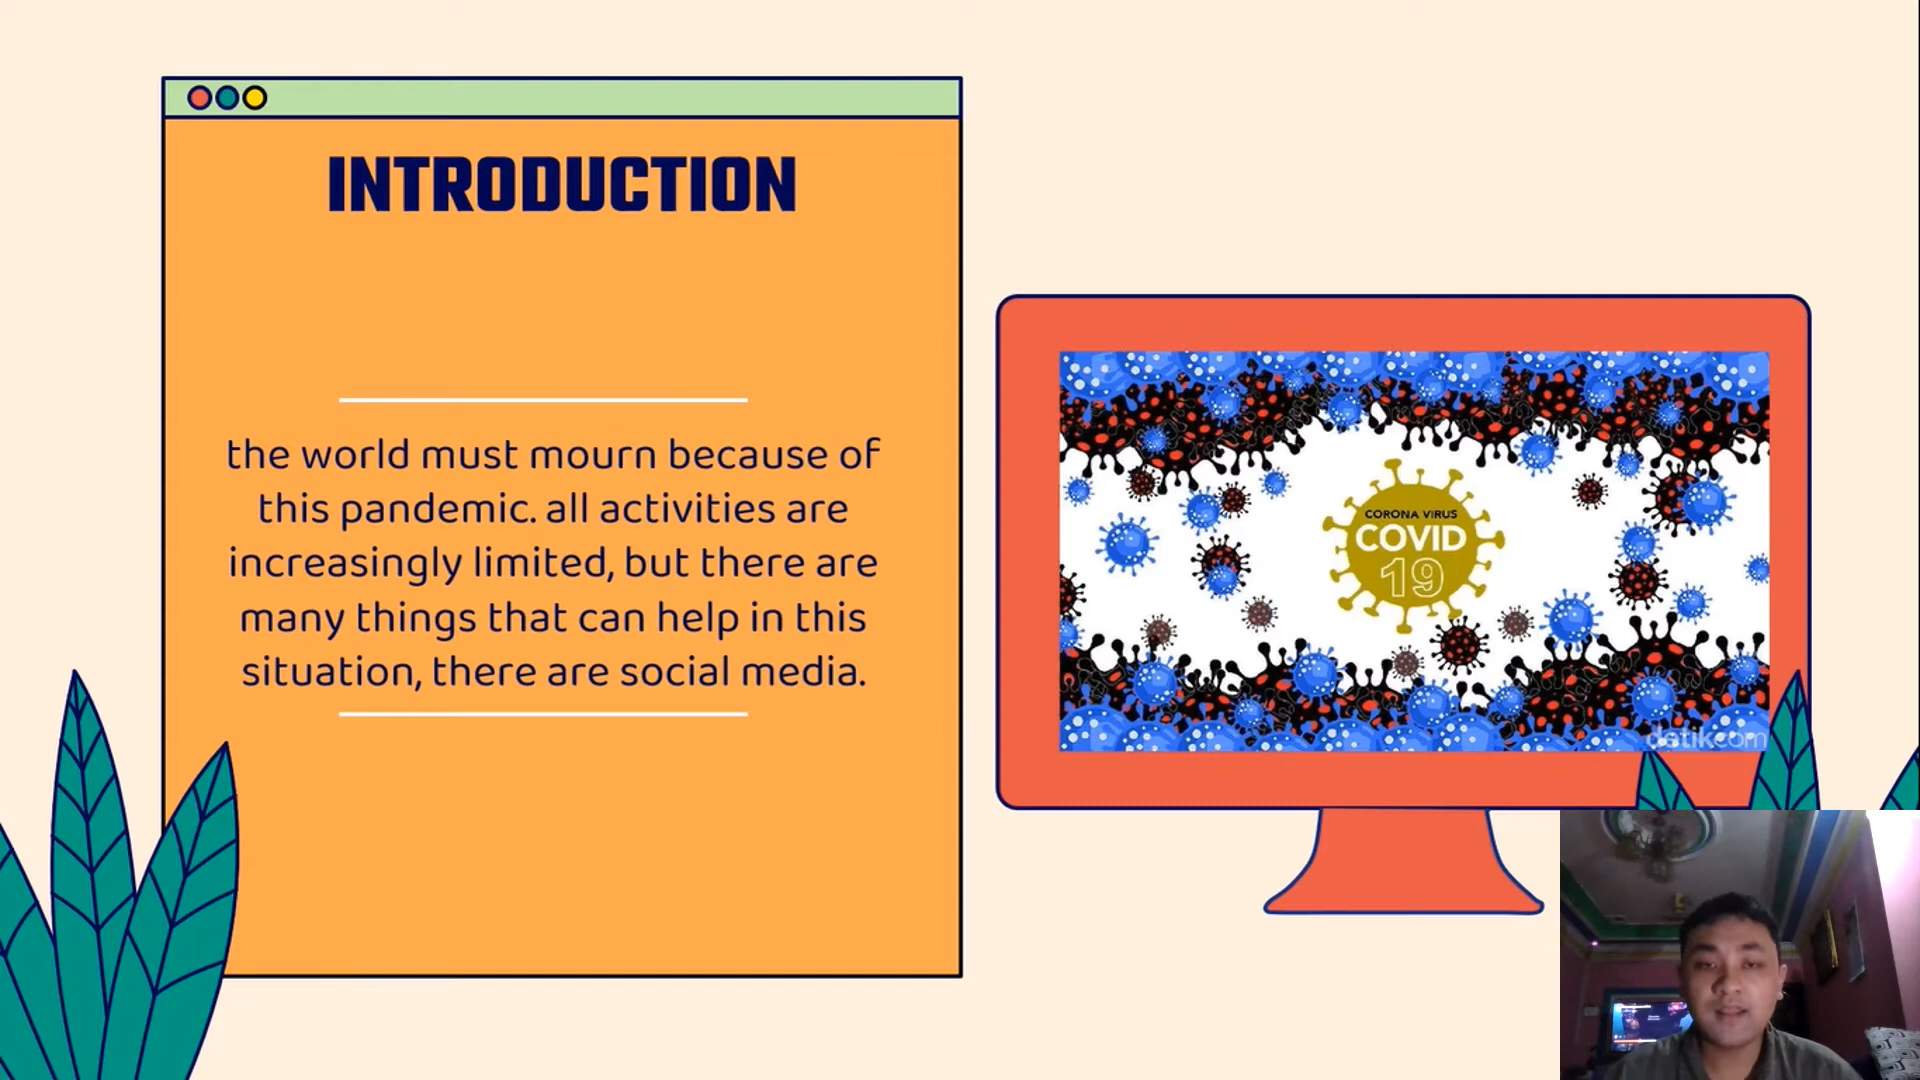 INTRODUCTION
the world must mourn because of
this pandemic. all activities are
increasingly limited, but there are
many things that can help in this
situation, there are social media.
CORONA VIRUS
COVID
19
detikcom